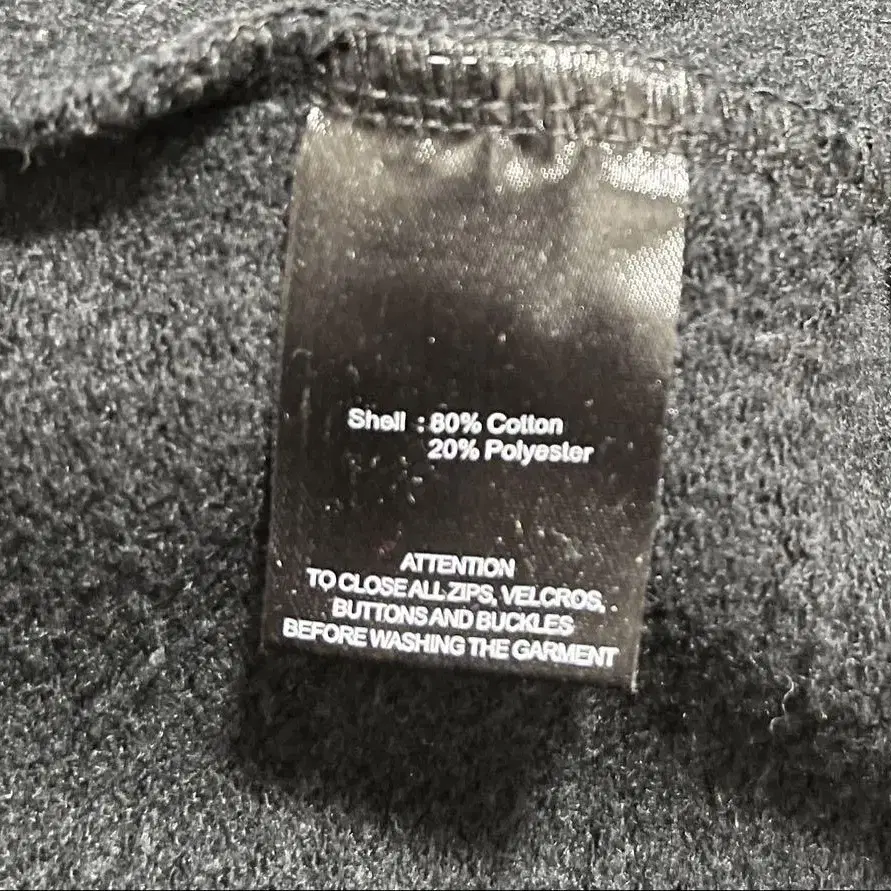 Shell : 80% Cotton
20% Polyester
ATTENTION
TO CLOSE ALL ZIPS, VELCROS,
BUTTONS AND BUCKLES
BEFORE WASHING THE GARMENT